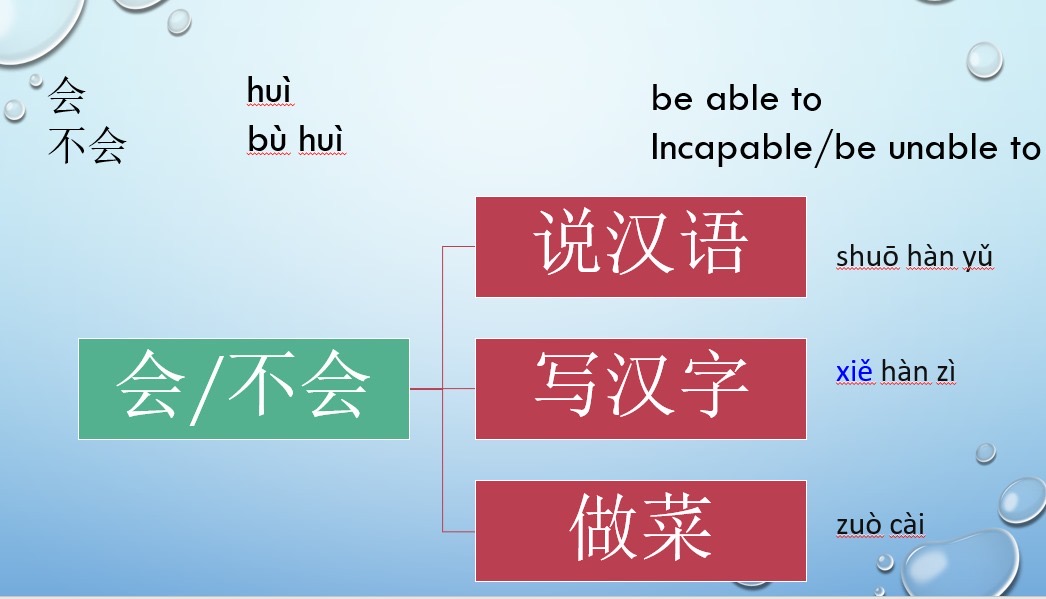 会 huì be able to
不会 bù huì Incapable/be unable to
说汉语 shuō hàn yǔ
会/不会
写汉字 xiě hàn zì
做菜 zuò cài